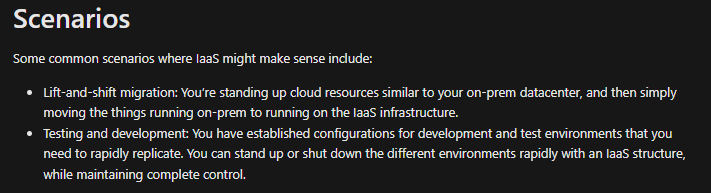 Scenarios
Some common scenarios where IaaS might make sense include:
• Lift-and-shift migration: You’re standing up cloud resources similar to your on-prem datacenter, and then simply
moving the things running on-prem to running on the IaaS infrastructure.
• Testing and development: You have established configurations for development and test environments that you
need to rapidly replicate. You can stand up or shut down the different environments rapidly with an IaaS structure,
while maintaining complete control.